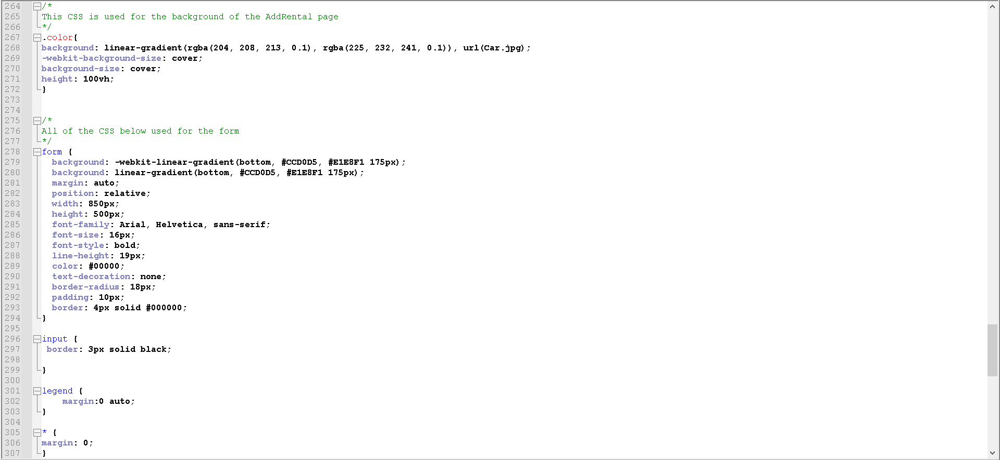 264 /*
265 This CSS is used for the background of the AddRental page
266 */
267 .color{
268 background: linear-gradient(rgba(204, 208, 213, 0.1), rgba(225, 232, 241, 0.1)), url(Car.jpg);
269 -webkit-background-size: cover;
270 background-size: cover;
271 height: 100vh;
272 }
273
274
275 /*
276 All of the CSS below used for the form
277 */
278 form {
279   background: -webkit-linear-gradient(bottom, #CCD0D5, #E1E8F1 175px);
280   background: linear-gradient(bottom, #CCD0D5, #E1E8F1 175px);
281   margin: auto;
282   position: relative;
283   width: 850px;
284   height: 500px;
285   font-family: Arial, Helvetica, sans-serif;
286   font-size: 16px;
287   font-style: bold;
288   line-height: 19px;
289   color: #00000;
290   text-decoration: none;
291   border-radius: 18px;
292   padding: 10px;
293   border: 4px solid #000000;
294 }
295
296 input {
297  border: 3px solid black;
298
299 }
300
301 legend {
302     margin:0 auto;
303 }
304
305 * {
306 margin: 0;
307 }